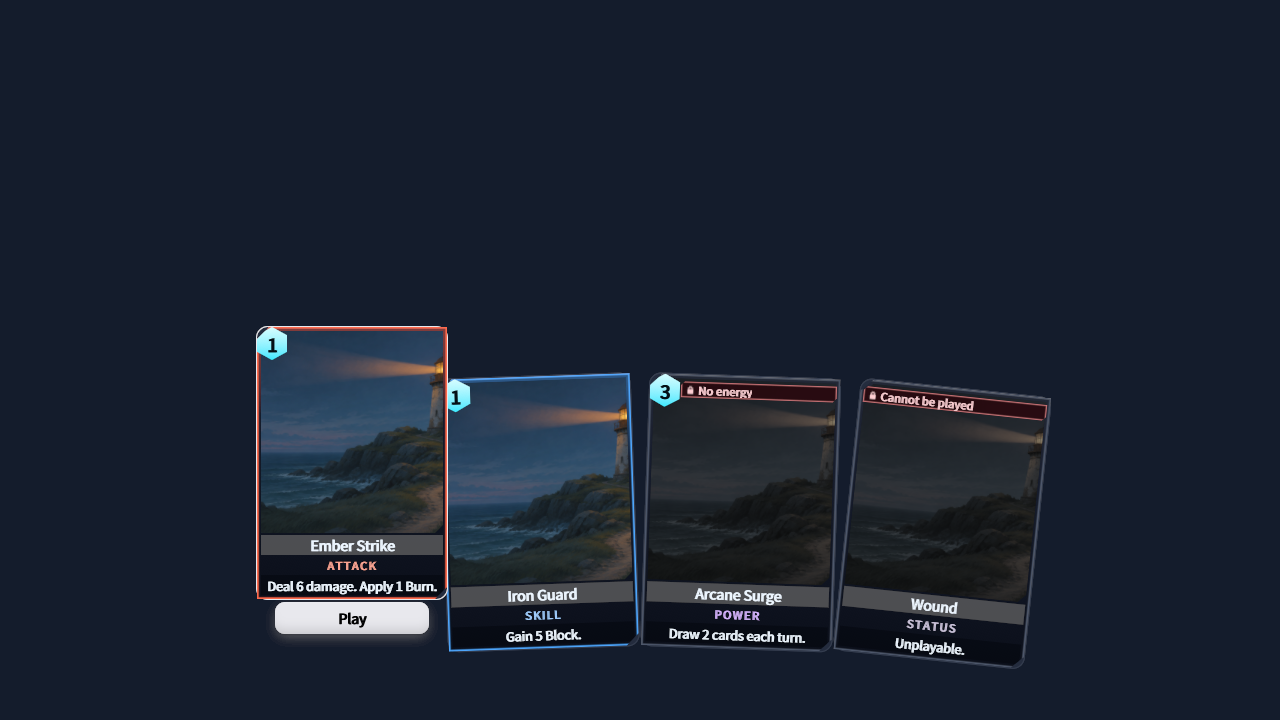 1
Ember Strike
ATTACK
Deal 6 damage. Apply 1 Burn.
Play
1
Iron Guard
SKILL
Gain 5 Block.
3
No energy
Arcane Surge
POWER
Draw 2 cards each turn.
Cannot be played
Wound
STATUS
Unplayable.